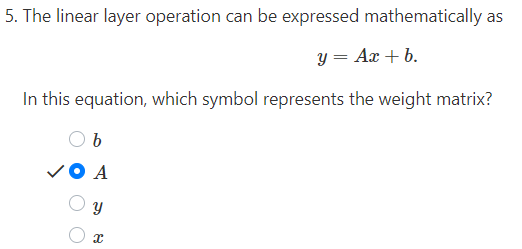 5. The linear layer operation can be expressed mathematically as
y = Ax + b.
In this equation, which symbol represents the weight matrix?
b
A
y
x